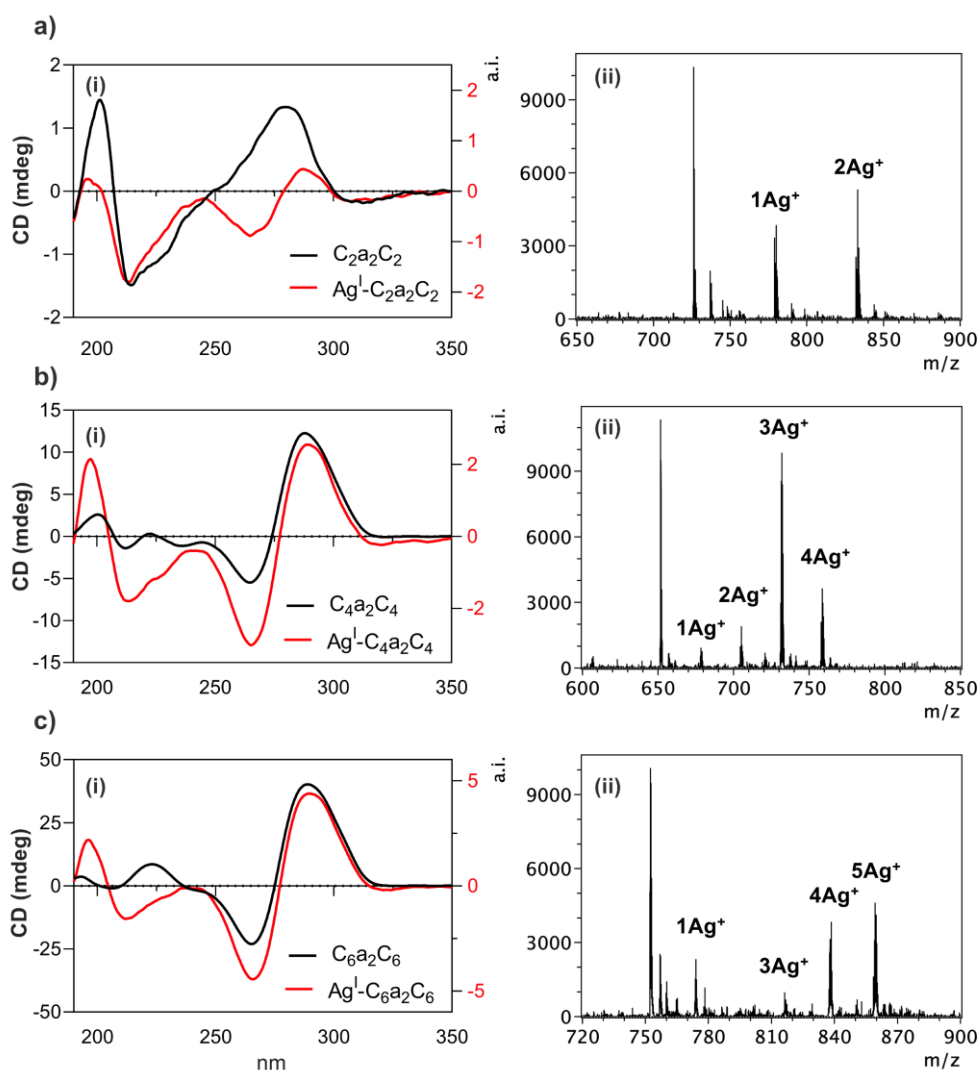 a)
(i)
CD (mdeg)
2
1
0
-1
-2
a.i.
2
1
0
-1
-2
C₂a₂C₂
Agᴵ-C₂a₂C₂
200 250 300 350
(ii)
9000
6000
3000
0
1Ag⁺
2Ag⁺
650 700 750 800 850 900
m/z
b)
(i)
CD (mdeg)
15
10
5
0
-5
-10
-15
a.i.
2
0
-2
C₄a₂C₄
Agᴵ-C₄a₂C₄
200 250 300 350
(ii)
9000
6000
3000
0
1Ag⁺
2Ag⁺
3Ag⁺
4Ag⁺
600 650 700 750 800 850
m/z
c)
(i)
CD (mdeg)
50
25
0
-25
-50
a.i.
5
0
-5
C₆a₂C₆
Agᴵ-C₆a₂C₆
200 250 300 350
nm
(ii)
9000
6000
3000
0
1Ag⁺
3Ag⁺
4Ag⁺
5Ag⁺
720 750 780 810 840 870 900
m/z